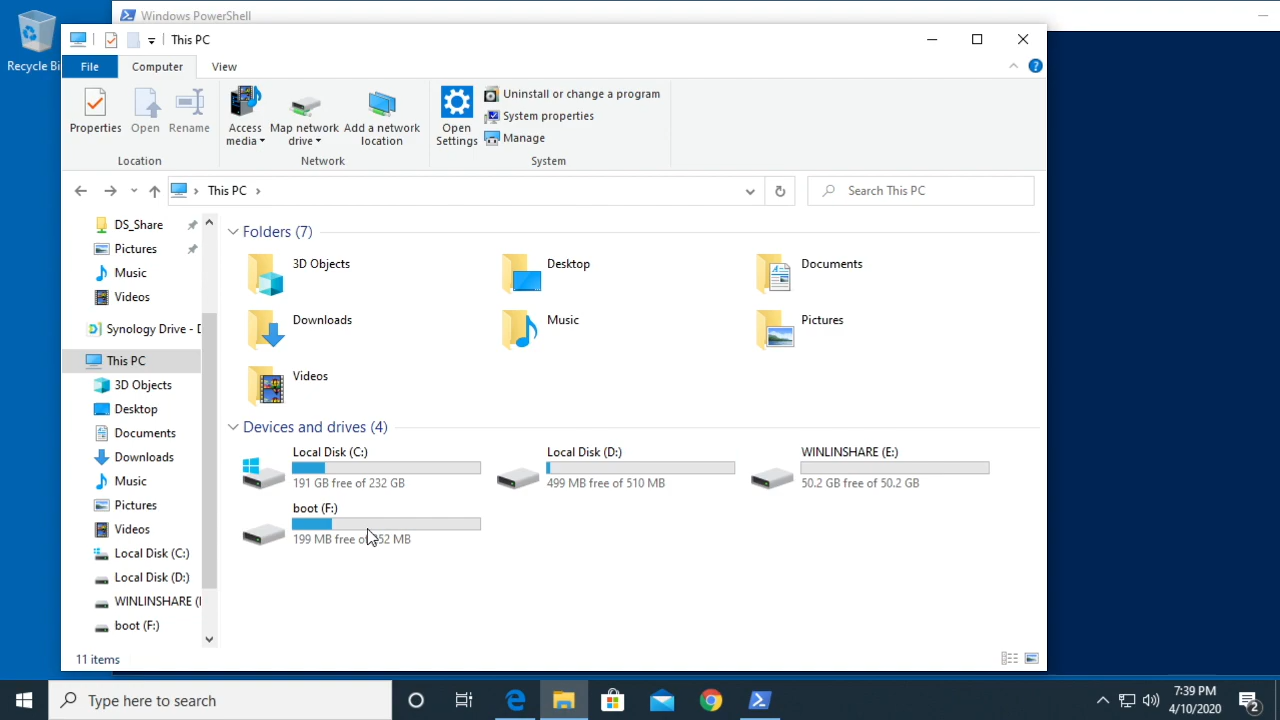 Windows PowerShell
Recycle Bi
This PC
File
Computer
View
Properties
Open
Rename
Access media
Map network drive
Add a network location
Open Settings
Uninstall or change a program
System properties
Manage
Location
Network
System
This PC
Search This PC
DS_Share
Pictures
Music
Videos
Synology Drive - D
This PC
3D Objects
Desktop
Documents
Downloads
Music
Pictures
Videos
Local Disk (C:)
Local Disk (D:)
WINLINSHARE (
boot (F:)
Folders (7)
3D Objects
Desktop
Documents
Downloads
Music
Pictures
Videos
Devices and drives (4)
Local Disk (C:)
191 GB free of 232 GB
Local Disk (D:)
499 MB free of 510 MB
WINLINSHARE (E:)
50.2 GB free of 50.2 GB
boot (F:)
199 MB free o 52 MB
11 items
Type here to search
7:39 PM
4/10/2020
2